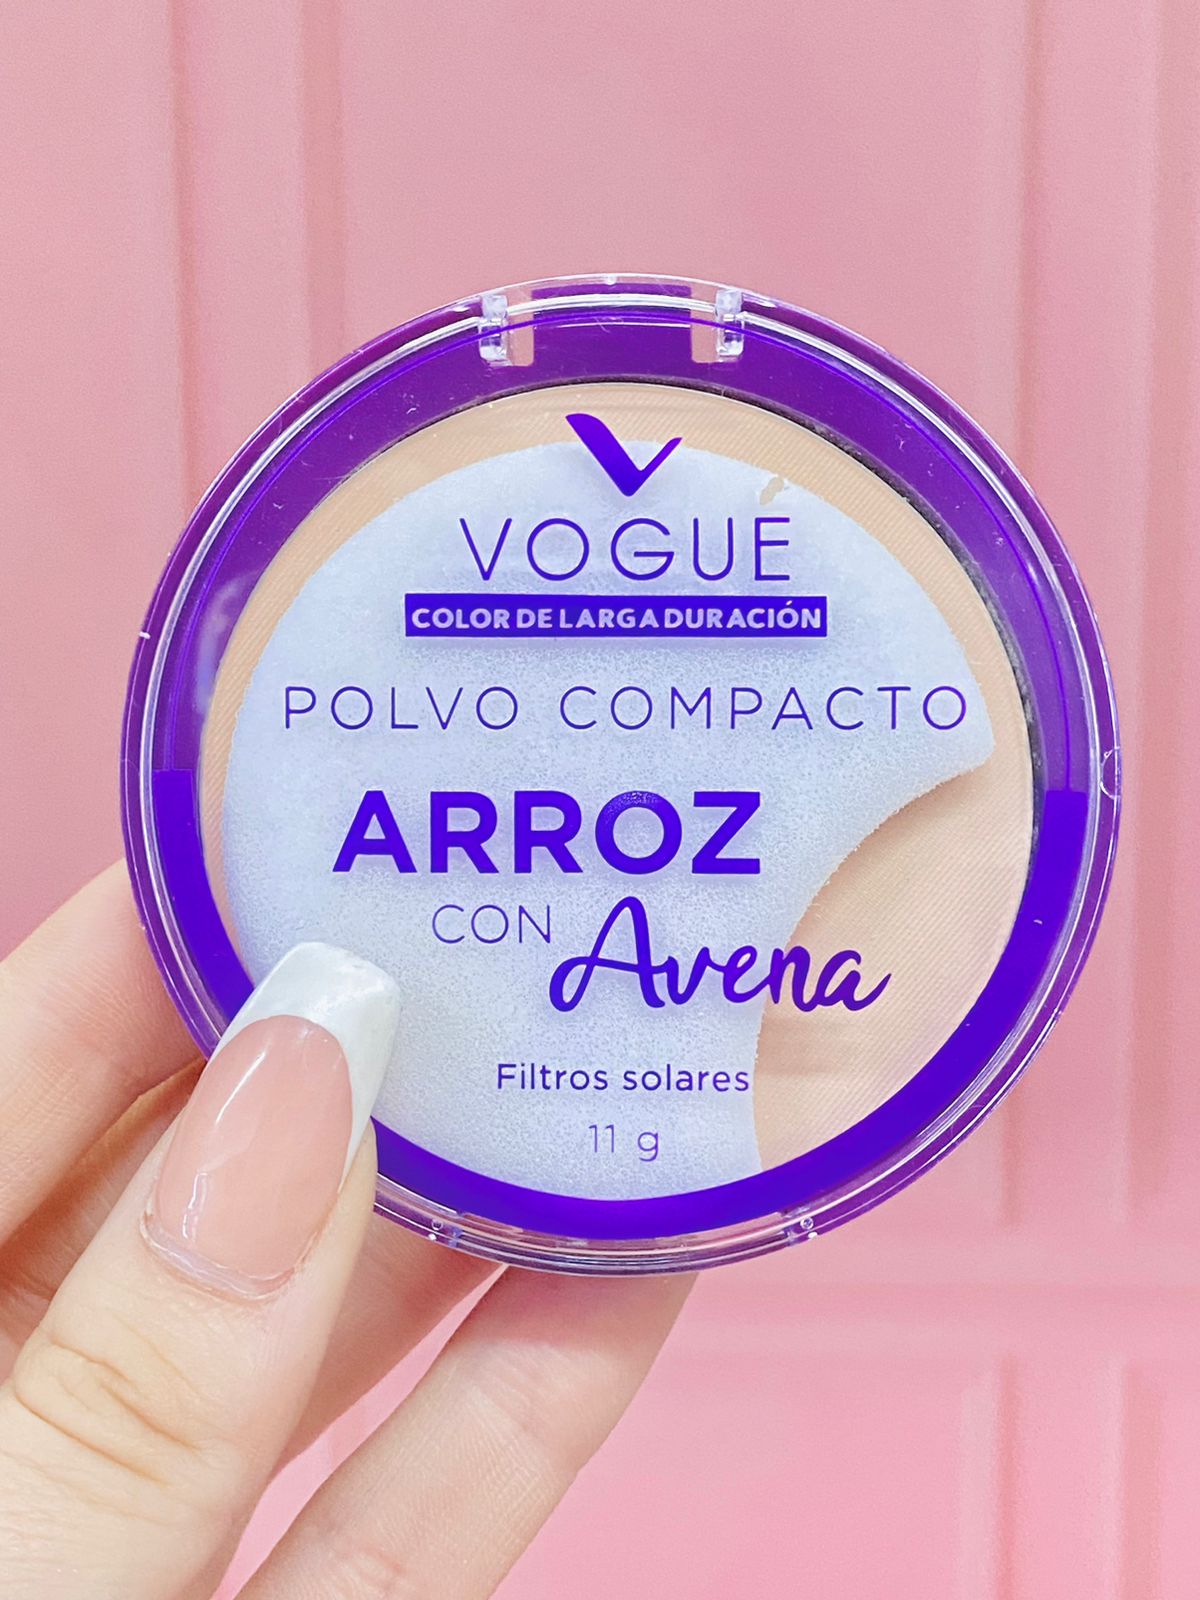 VOGUE
COLOR DE LARGA DURACIÓN
POLVO COMPACTO
ARROZ
CON Avena
Filtros solares
11 g